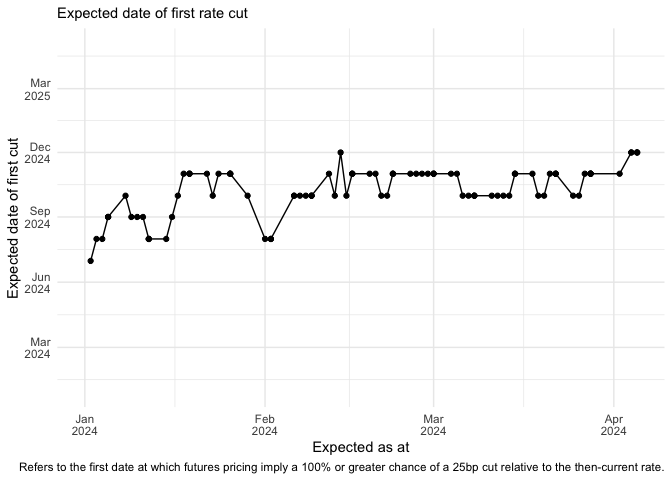 Expected date of first rate cut
Expected date of first cut
Mar
2025
Dec
2024
Sep
2024
Jun
2024
Mar
2024
Jan
2024
Feb
2024
Mar
2024
Apr
2024
Expected as at
Refers to the first date at which futures pricing imply a 100% or greater chance of a 25bp cut relative to the then-current rate.